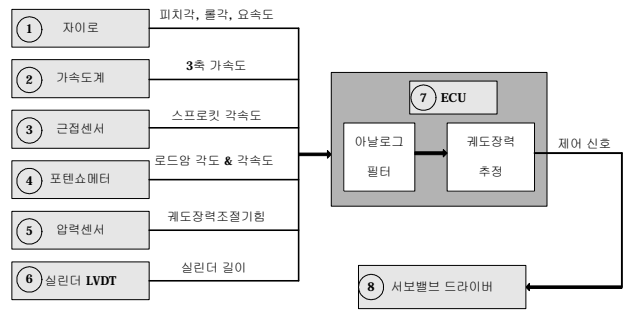 1 자이로
피치각, 롤각, 요속도
2 가속도계
3축 가속도
3 근접센서
스프로킷 각속도
4 포텐쇼메터
로드암 각도 & 각속도
5 압력센서
궤도장력조절기힘
6 실린더 LVDT
실린더 길이
7 ECU
아날로그
필터
궤도장력
추정
제어 신호
8 서보밸브 드라이버